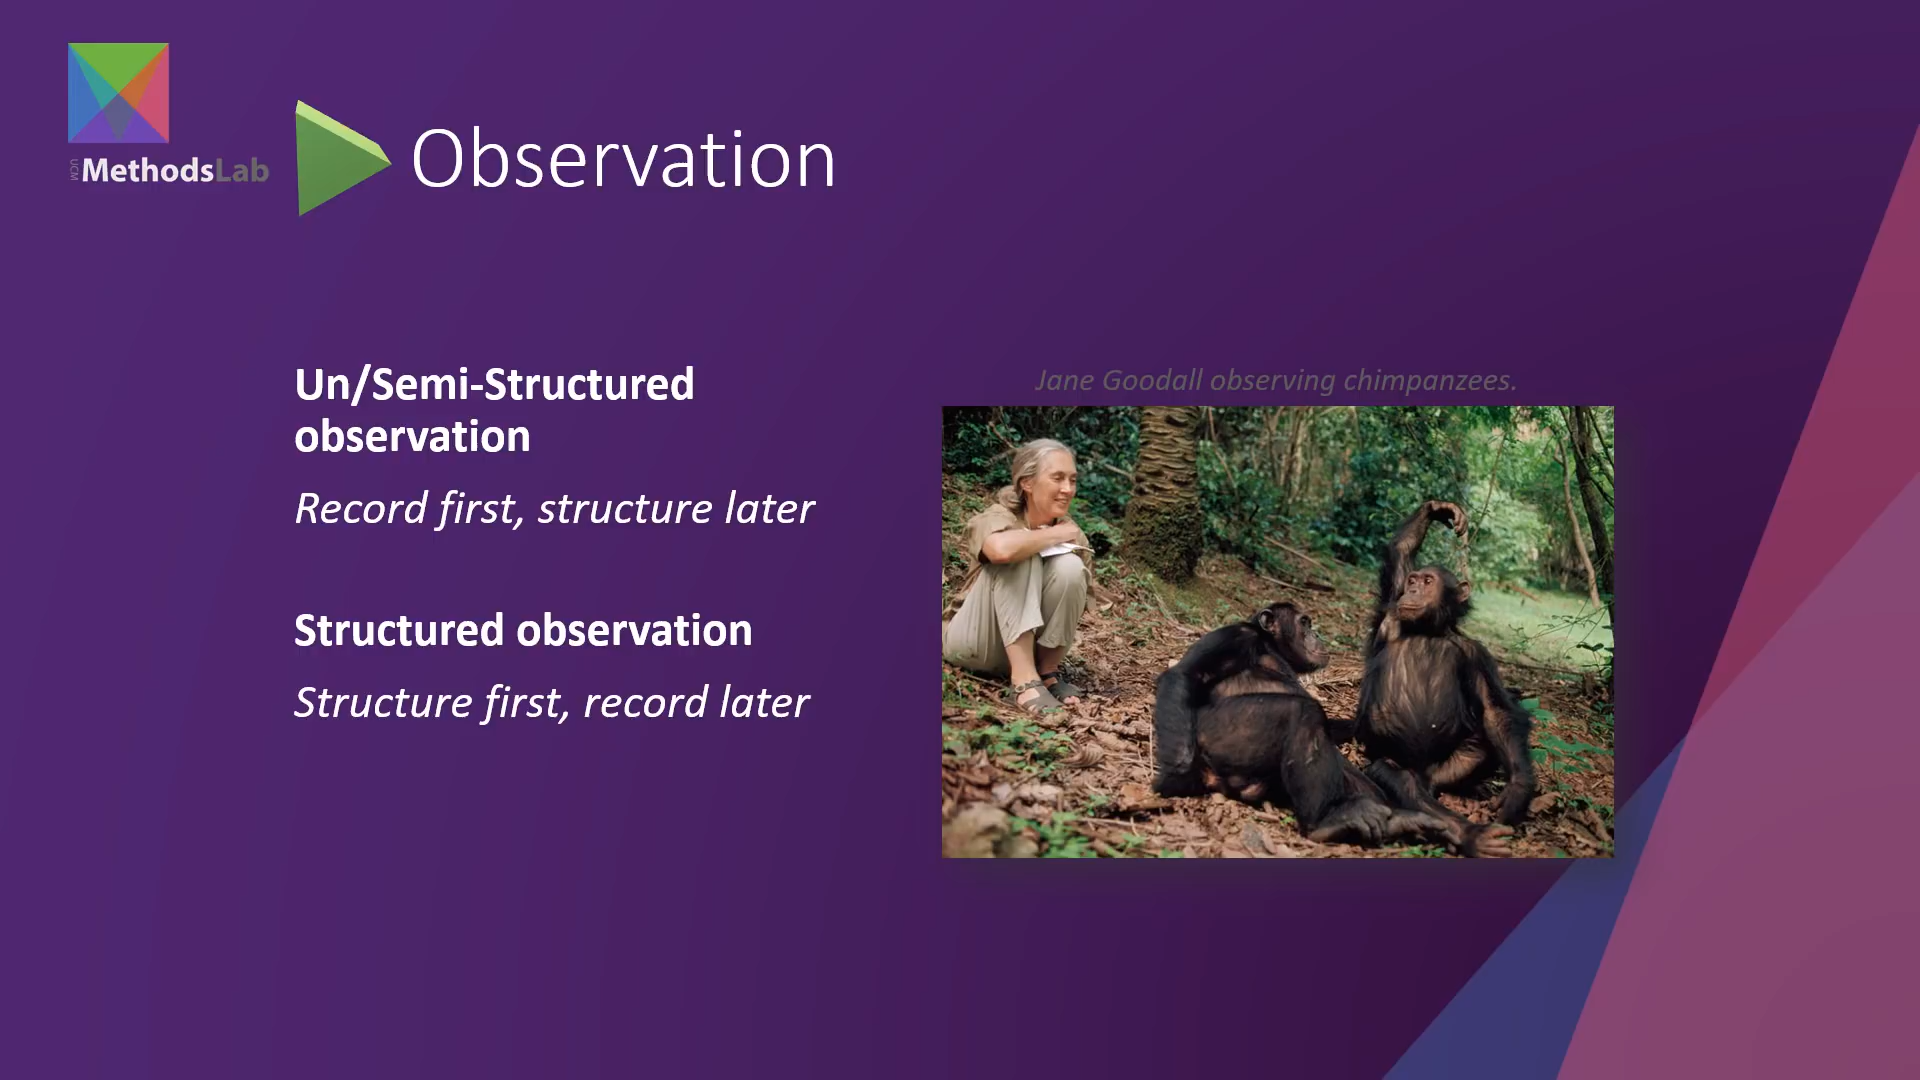 UCM MethodsLab
Observation
Un/Semi-Structured
observation
Record first, structure later
Structured observation
Structure first, record later
Jane Goodall observing chimpanzees.